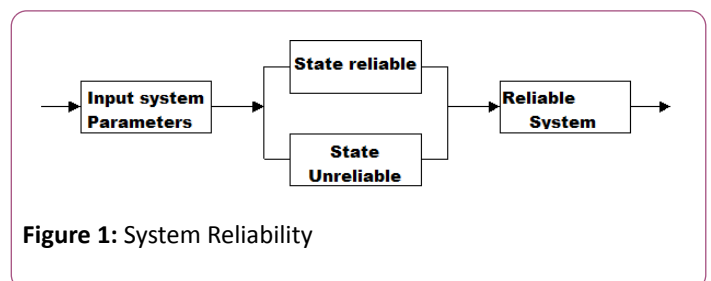 State reliable
Input system
Parameters
Reliable
System
State
Unreliable
Figure 1: System Reliability